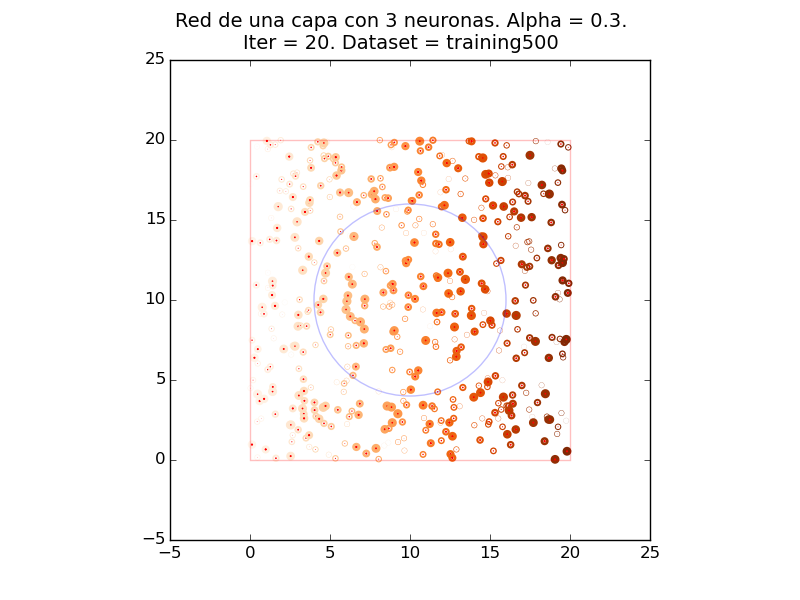 Red de una capa con 3 neuronas. Alpha = 0.3.
Iter = 20. Dataset = training500
25
20
15
10
5
0
−5
−5 0 5 10 15 20 25